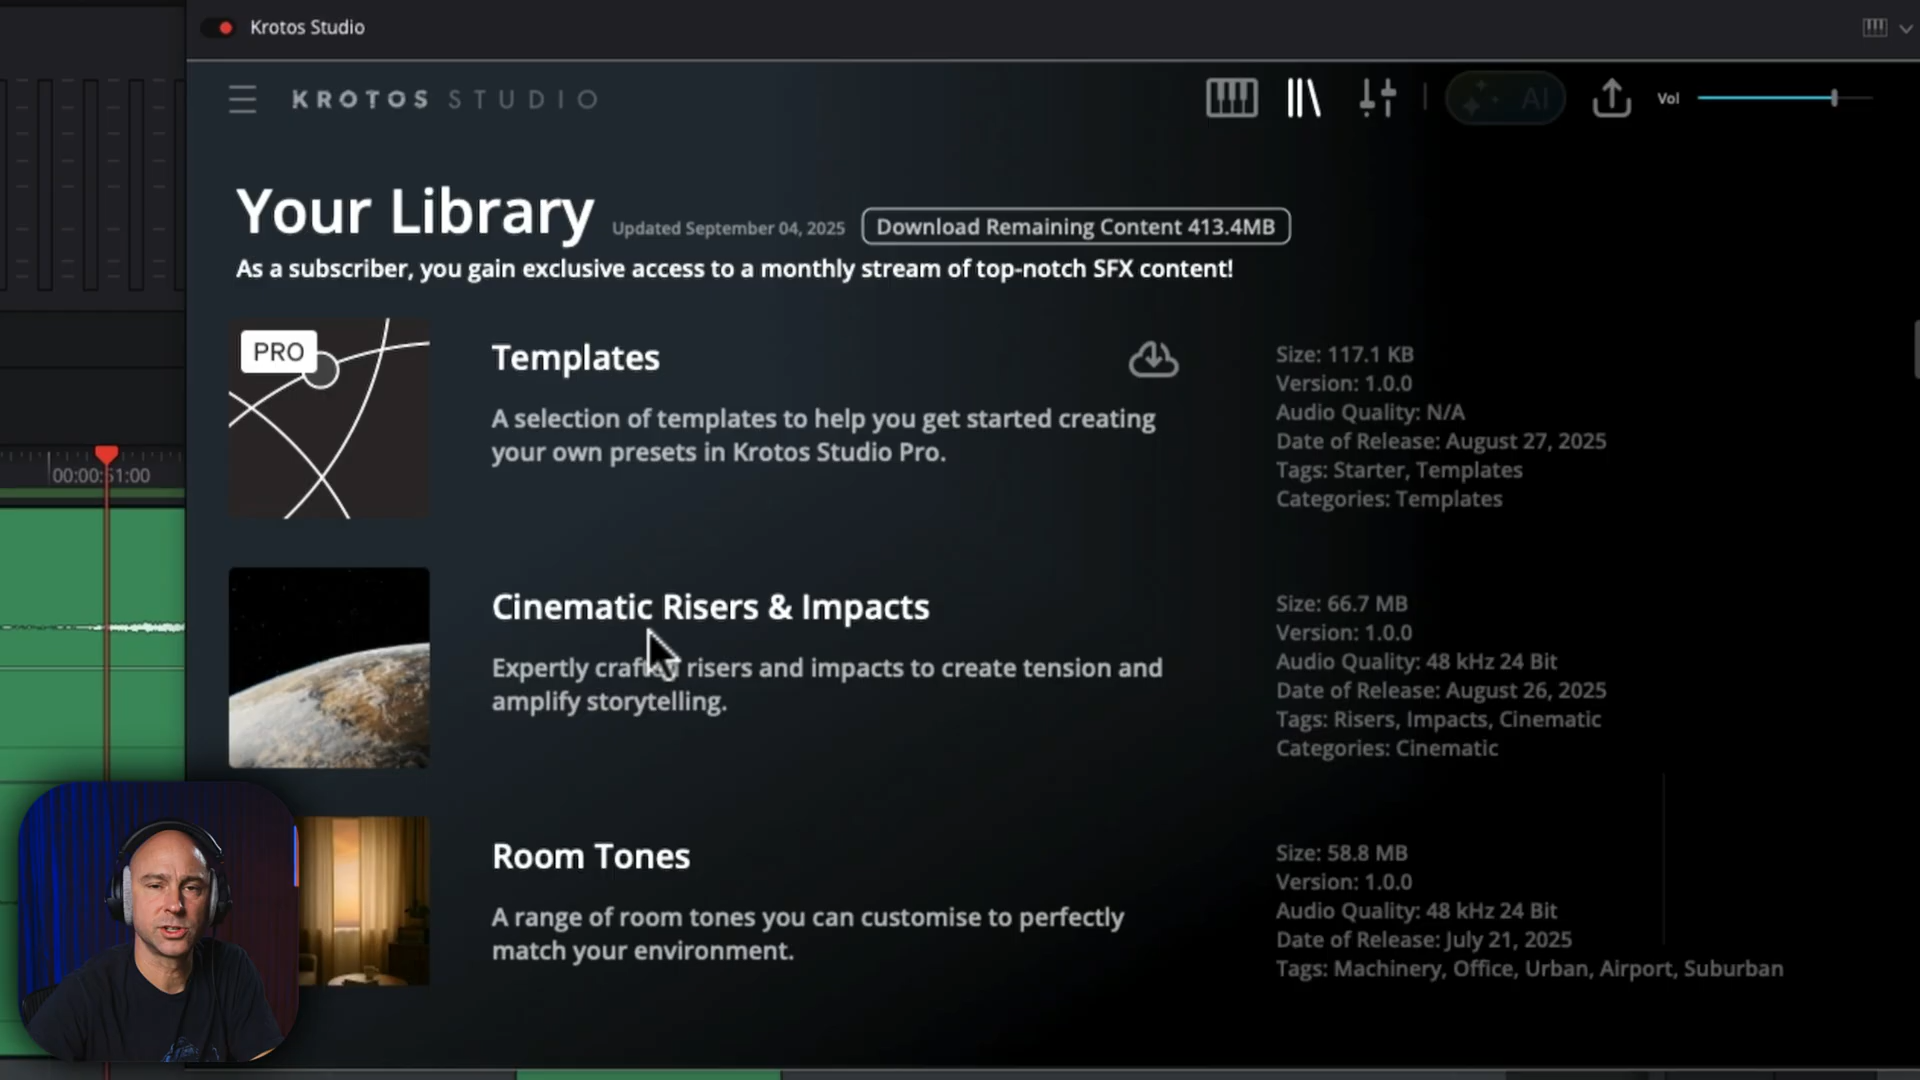 Krotos Studio
KROTOS STUDIO
AI
Vol
Your Library
Updated September 04, 2025
Download Remaining Content 413.4MB
As a subscriber, you gain exclusive access to a monthly stream of top-notch SFX content!
PRO
Templates
A selection of templates to help you get started creating
your own presets in Krotos Studio Pro.
Size: 117.1 KB
Version: 1.0.0
Audio Quality: N/A
Date of Release: August 27, 2025
Tags: Starter, Templates
Categories: Templates
00:00:51:00
Cinematic Risers & Impacts
Expertly crafted risers and impacts to create tension and
amplify storytelling.
Size: 66.7 MB
Version: 1.0.0
Audio Quality: 48 kHz 24 Bit
Date of Release: August 26, 2025
Tags: Risers, Impacts, Cinematic
Categories: Cinematic
Room Tones
A range of room tones you can customise to perfectly
match your environment.
Size: 58.8 MB
Version: 1.0.0
Audio Quality: 48 kHz 24 Bit
Date of Release: July 21, 2025
Tags: Machinery, Office, Urban, Airport, Suburban